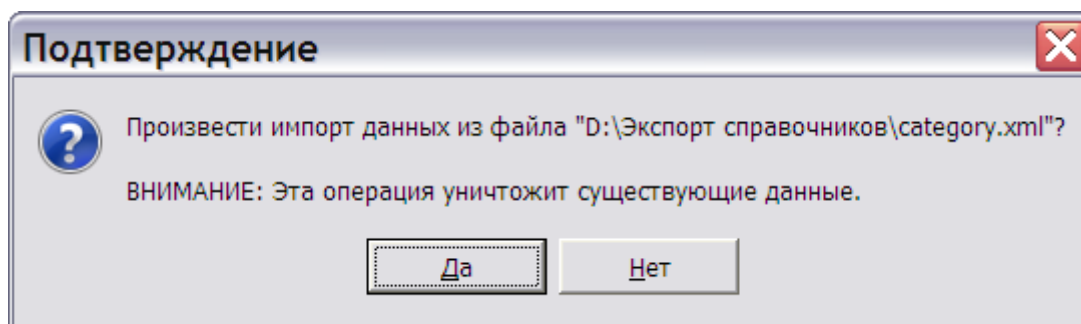 Подтверждение
Произвести импорт данных из файла "D:\Экспорт справочников\category.xml"?
ВНИМАНИЕ: Эта операция уничтожит существующие данные.
Да
Нет